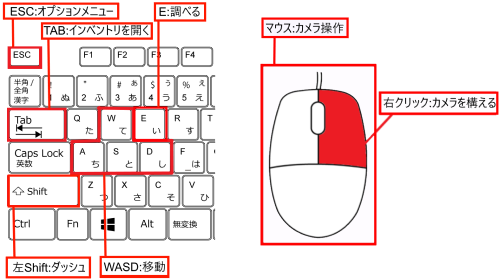 ESC:オプションメニュー
E:調べる
TAB:インベントリを開く
マウス:カメラ操作
ESC F1 F2 F3 F4
半角/ 全角 漢字
! 1 ぬ
" 2 ふ
# ぁ 3 あ
$ ぅ 4 う
% ぇ 5 え
Tab
Q た
W て
E ぃ い
R す
T
右クリック:カメラを構える
Caps Lock 英数
A ち
S と
D し
F は
Shift
Z つ
X さ
C そ
V ひ
Ctrl Fn Alt 無変換
左Shift:ダッシュ
WASD:移動